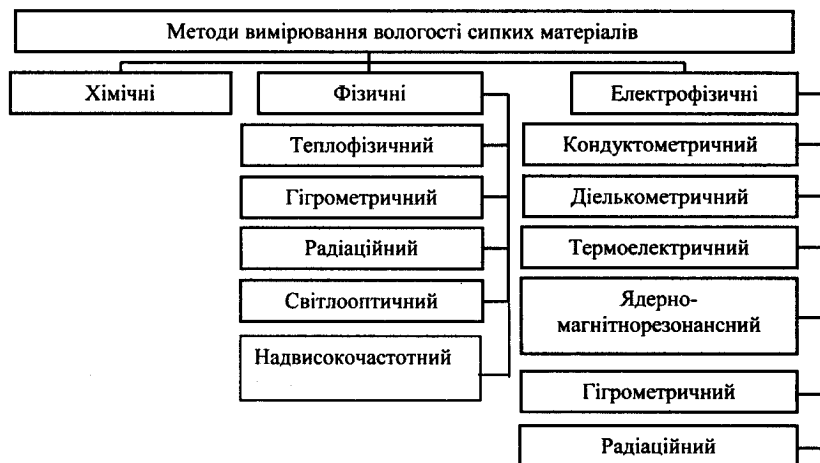 Методи вимірювання вологості сипких матеріалів
Хімічні
Фізичні
Теплофізичний
Гігрометричний
Радіаційний
Світлооптичний
Надвисокочастотний
Електрофізичні
Кондуктометричний
Діелькометричний
Термоелектричний
Ядерно-
магнітнорезонансний
Гігрометричний
Радіаційний